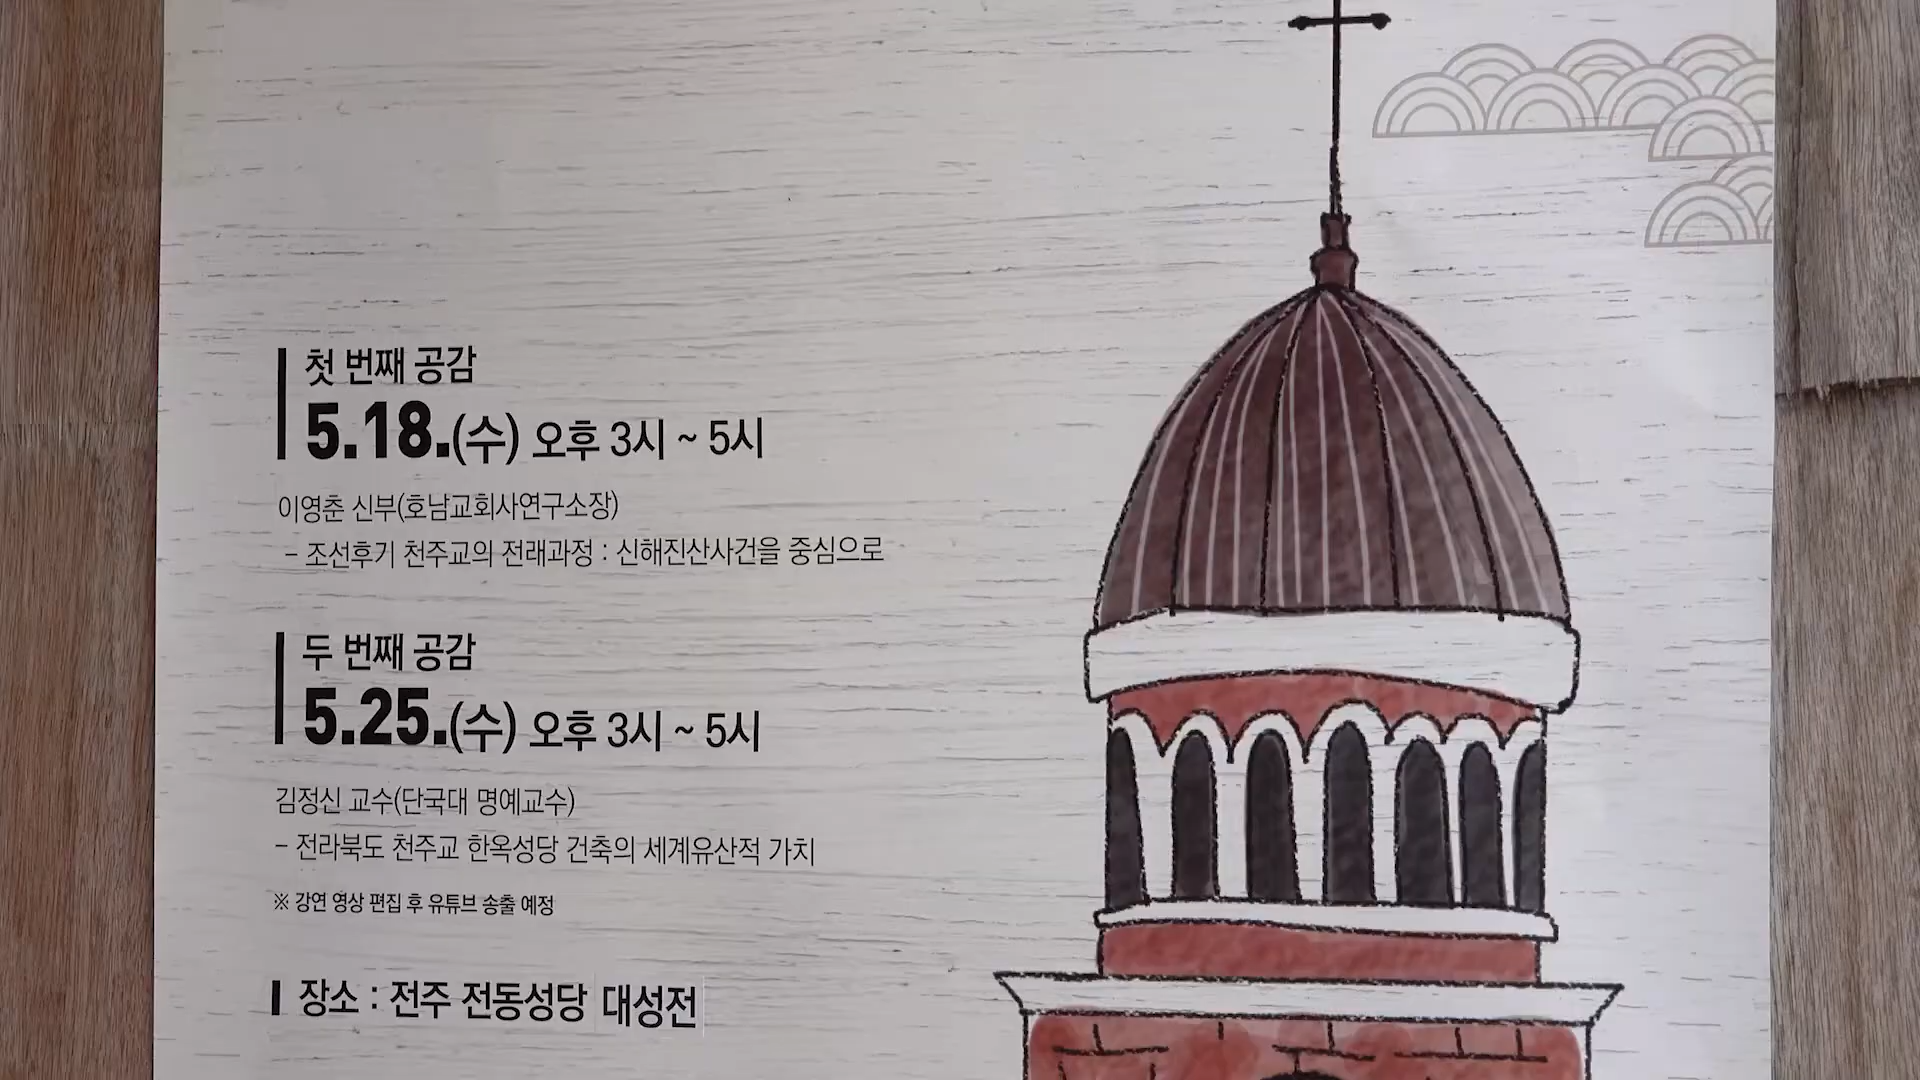 첫 번째 공감
5.18.(수) 오후 3시 ~ 5시
이영춘 신부(호남교회사연구소장)
- 조선후기 천주교의 전래과정 : 신해진산사건을 중심으로
두 번째 공감
5.25.(수) 오후 3시 ~ 5시
김정신 교수(단국대 명예교수)
- 전라북도 천주교 한옥성당 건축의 세계유산적 가치
※ 강연 영상 편집 후 유튜브 송출 예정
장소 : 전주 전동성당 대성전